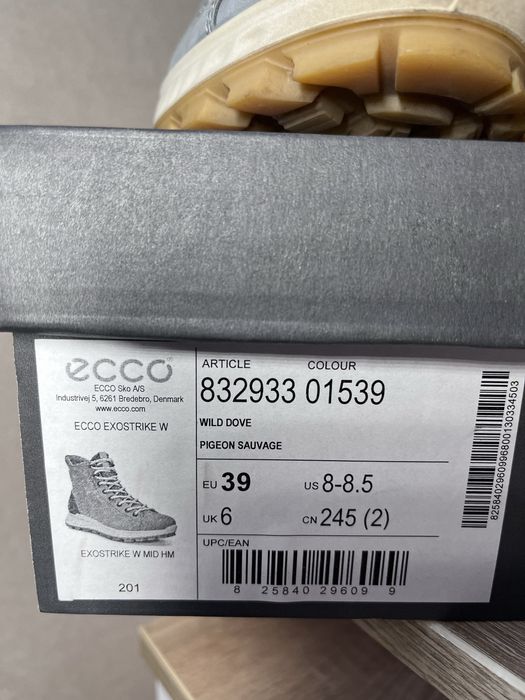 ecco
ECCO Sko A/S
Industrivej 5, 6261 Bredebro, Denmark
www.ecco.com
ECCO EXOSTRIKE W
EXOSTRIKE W MID HM
201
ARTICLE COLOUR
832933 01539
WILD DOVE
PIGEON SAUVAGE
EU 39 US 8-8.5
UK 6 CN 245 (2)
UPC/EAN
8 25840 29609 9
825840296099680013033450​3